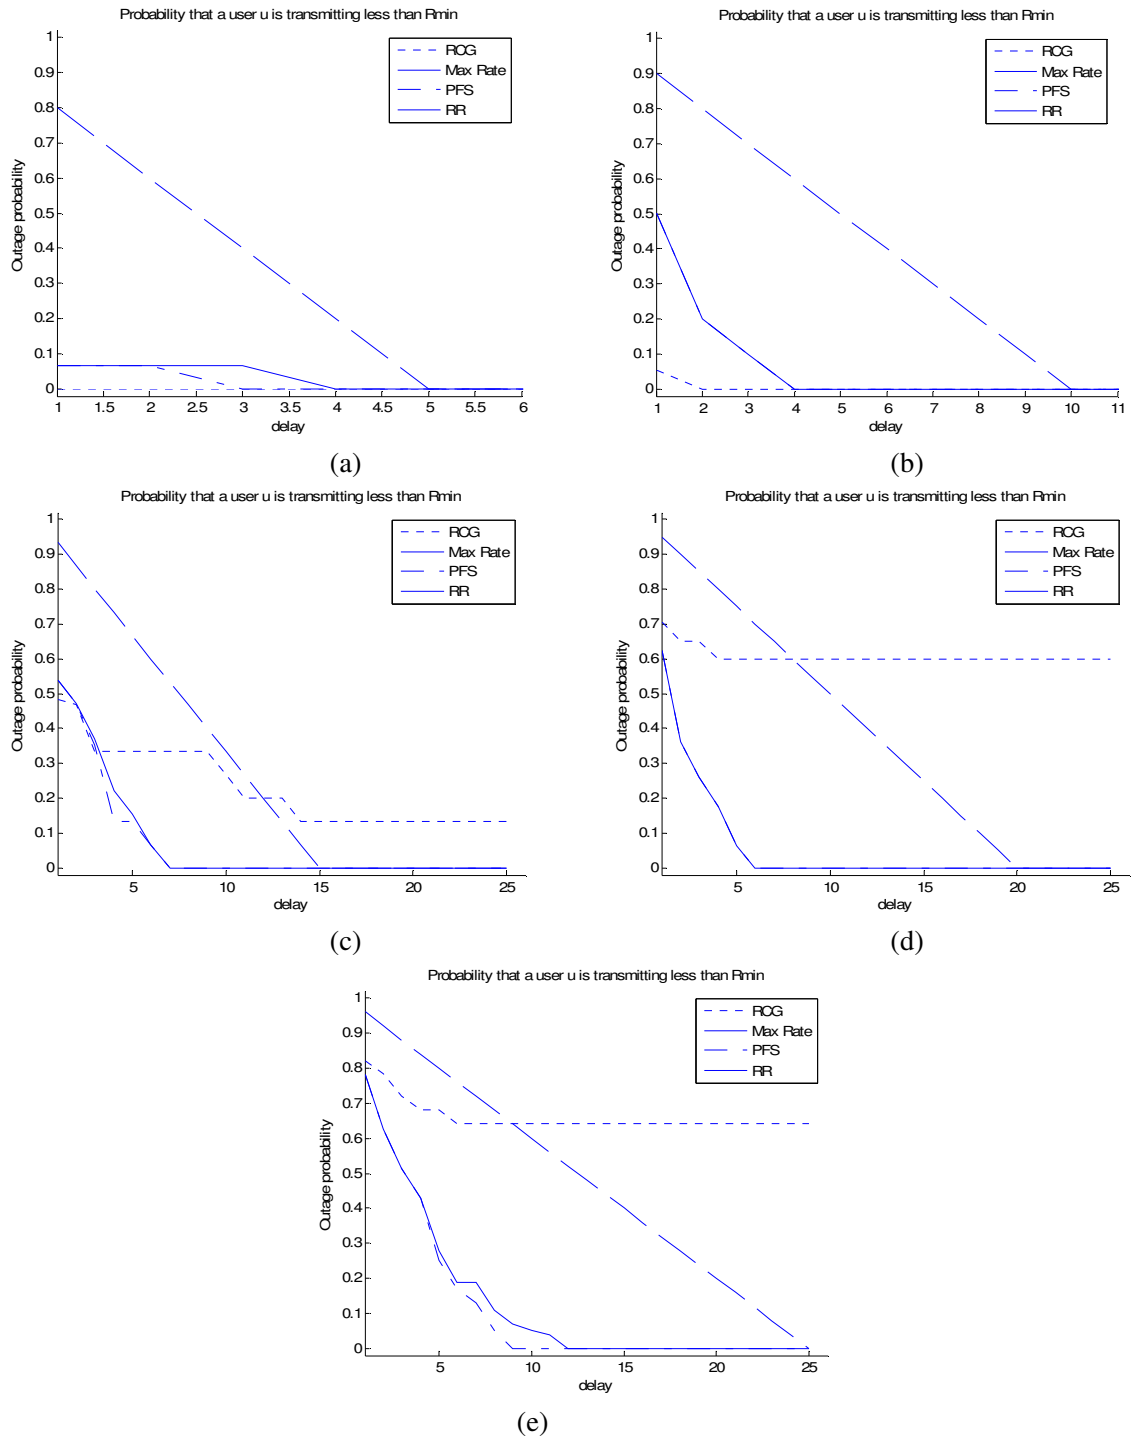 Probability that a user u is transmitting less than Rmin
1
0.9
0.8
0.7
0.6
0.5
0.4
0.3
0.2
0.1
0
Outage probability
RCG
Max Rate
PFS
RR
1 1.5 2 2.5 3 3.5 4 4.5 5 5.5 6
delay
(a)
Probability that a user u is transmitting less than Rmin
1
0.9
0.8
0.7
0.6
0.5
0.4
0.3
0.2
0.1
0
Outage probability
RCG
Max Rate
PFS
RR
1 2 3 4 5 6 7 8 9 10 11
delay
(b)
Probability that a user u is transmitting less than Rmin
1
0.9
0.8
0.7
0.6
0.5
0.4
0.3
0.2
0.1
0
Outage probability
RCG
Max Rate
PFS
RR
5 10 15 20 25
delay
(c)
Probability that a user u is transmitting less than Rmin
1
0.9
0.8
0.7
0.6
0.5
0.4
0.3
0.2
0.1
0
Outage probability
RCG
Max Rate
PFS
RR
5 10 15 20 25
delay
(d)
Probability that a user u is transmitting less than Rmin
1
0.9
0.8
0.7
0.6
0.5
0.4
0.3
0.2
0.1
0
Outage probability
RCG
Max Rate
PFS
RR
5 10 15 20 25
delay
(e)